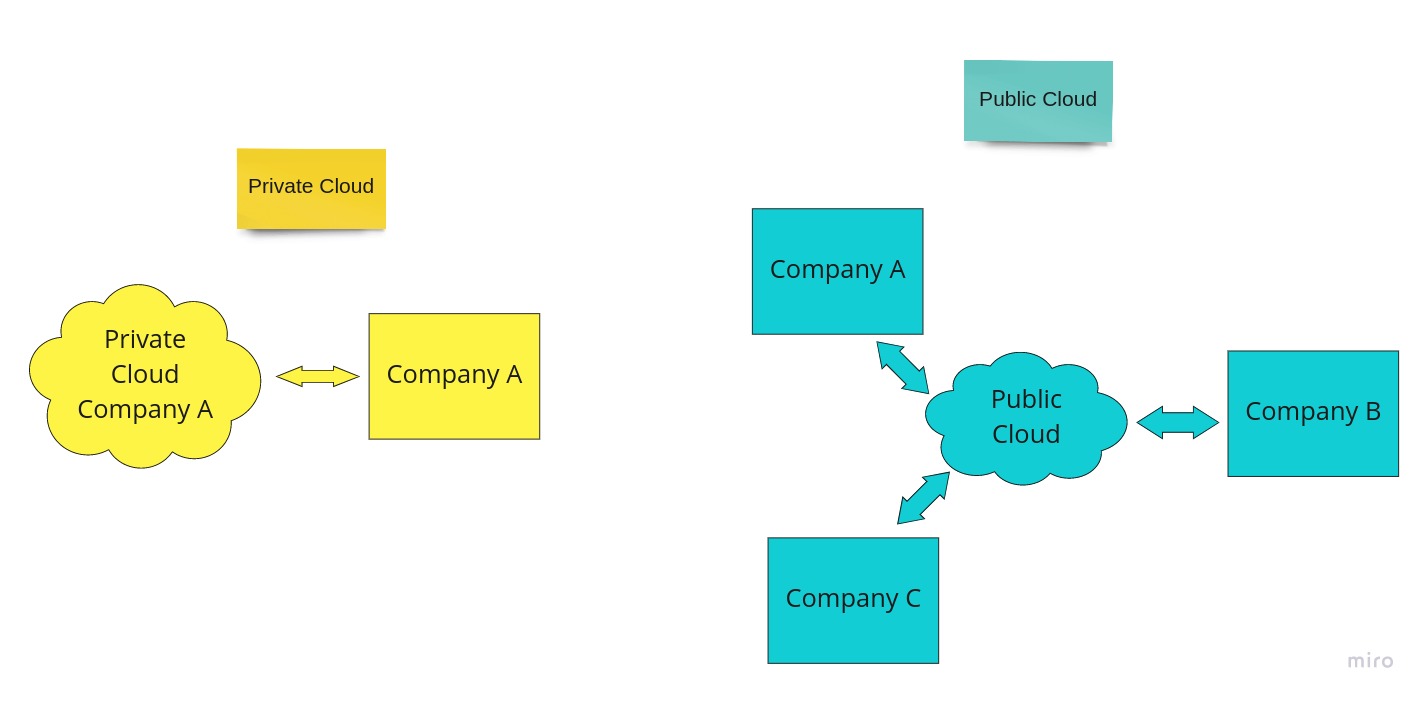 Private Cloud
Private
Cloud
Company A
Company A
Public Cloud
Company A
Public
Cloud
Company B
Company C
miro